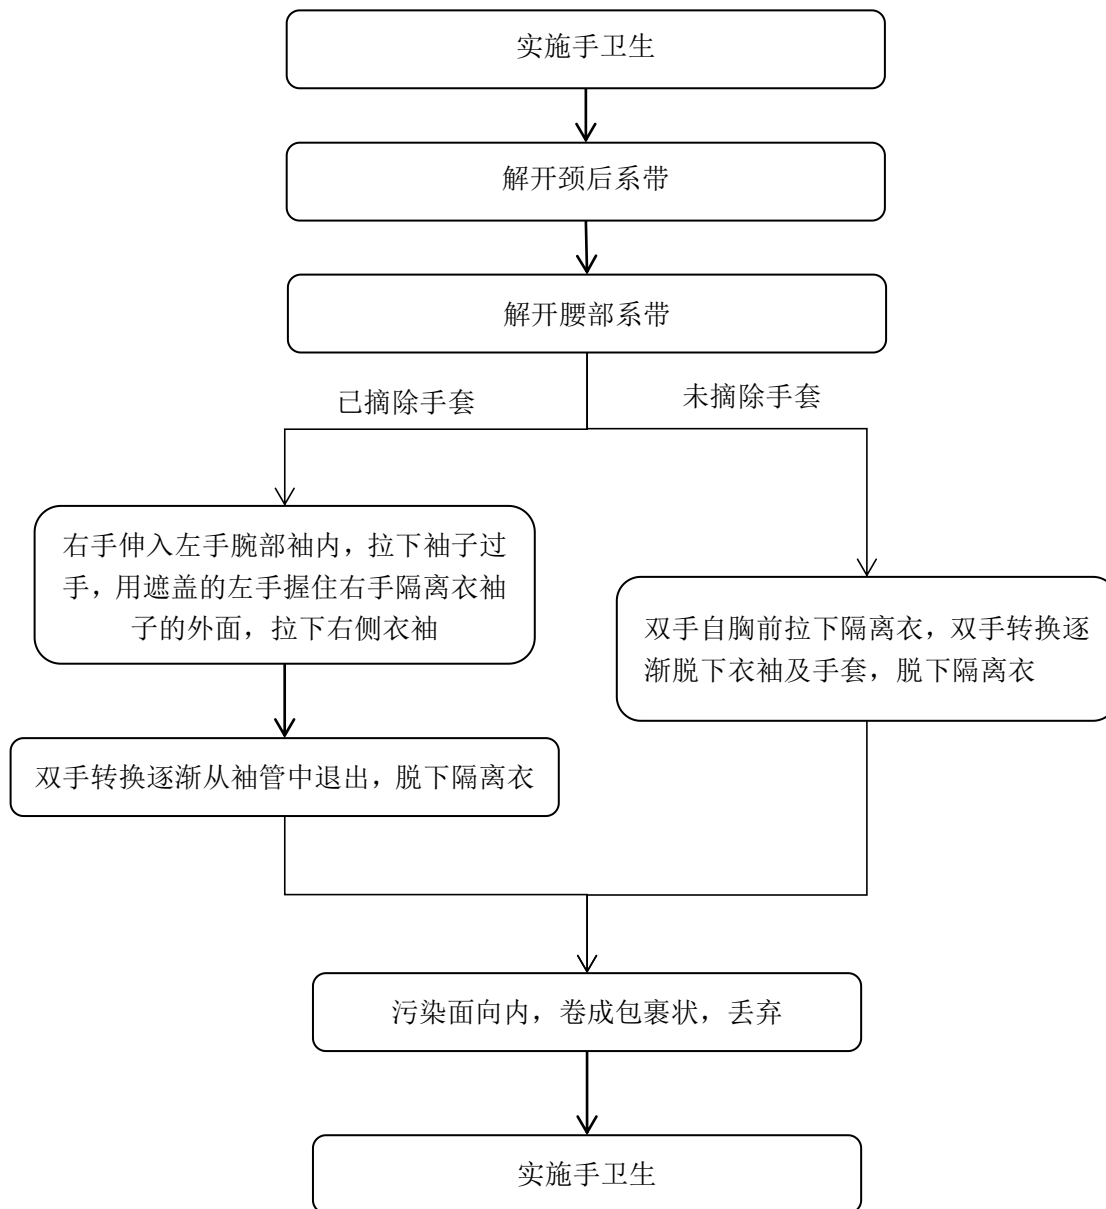 实施手卫生
解开颈后系带
解开腰部系带
已摘除手套
未摘除手套
右手伸入左手腕部袖内，拉下袖子过
手，用遮盖的左手握住右手隔离衣袖
子的外面，拉下右侧衣袖
双手自胸前拉下隔离衣，双手转换逐
渐脱下衣袖及手套，脱下隔离衣
双手转换逐渐从袖管中退出，脱下隔离衣
污染面向内，卷成包裹状，丢弃
实施手卫生